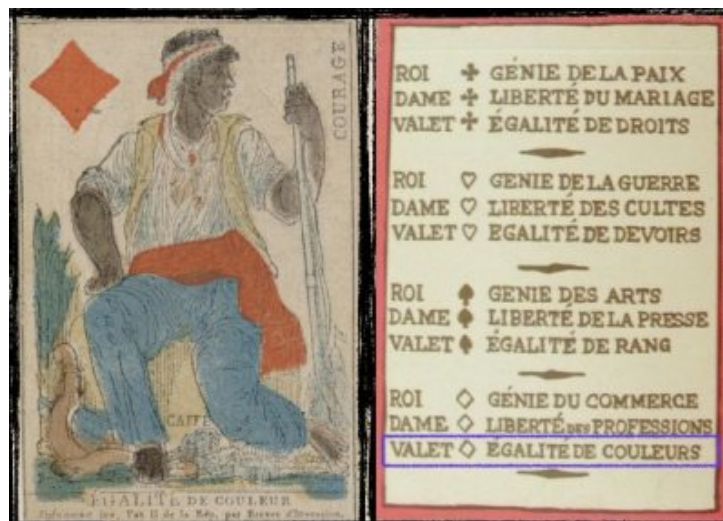 COURAGE
CAFFE
EGALITE DE COULEUR
ROI ♣ GÉNIE DE LA PAIX
DAME ♣ LIBERTÉ DU MARIAGE
VALET ♣ ÉGALITÉ DE DROITS
ROI ♡ GENIE DE LA GUERRE
DAME ♡ LIBERTÉ DES CULTES
VALET ♡ EGALITÉ DE DEVOIRS
ROI ♠ GENIE DES ARTS
DAME ♠ LIBERTÉ DE LA PRESSE
VALET ♠ ÉGALITÉ DE RANG
ROI ♢ GÉNIE DU COMMERCE
DAME ♢ LIBERTÉ DES PROFESSIONS
VALET ♢ ÉGALITÉ DE COULEURS